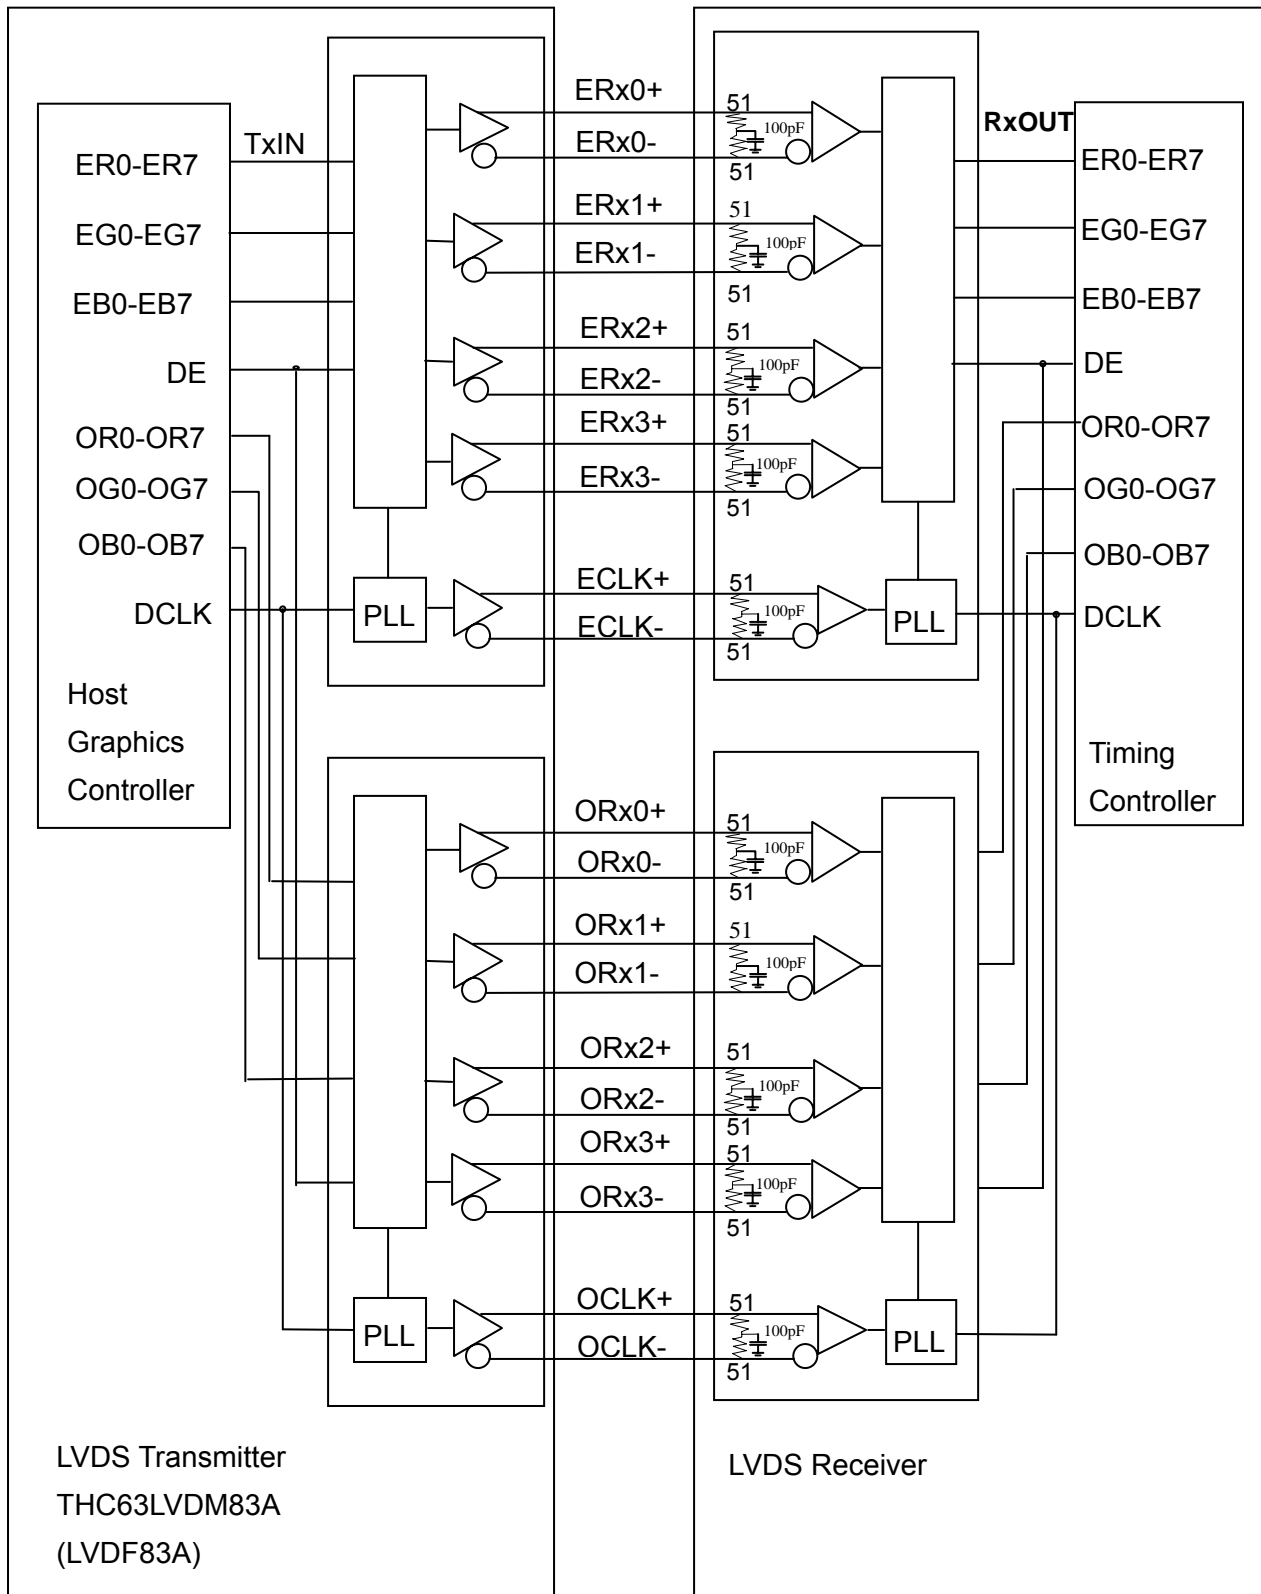 TxIN
ER0-ER7
EG0-EG7
EB0-EB7
DE
OR0-OR7
OG0-OG7
OB0-OB7
DCLK
Host
Graphics
Controller
PLL
ERx0+
ERx0-
ERx1+
ERx1-
ERx2+
ERx2-
ERx3+
ERx3-
ECLK+
ECLK-
51
100pF
51
51
100pF
51
51
100pF
51
51
100pF
51
51
100pF
51
PLL
RxOUT
ER0-ER7
EG0-EG7
EB0-EB7
DE
OR0-OR7
OG0-OG7
OB0-OB7
DCLK
Timing
Controller
PLL
ORx0+
ORx0-
ORx1+
ORx1-
ORx2+
ORx2-
ORx3+
ORx3-
OCLK+
OCLK-
51
100pF
51
51
100pF
51
100pF
51
51
100pF
51
51
100pF
51
PLL
LVDS Transmitter
THC63LVDM83A
(LVDF83A)
LVDS Receiver